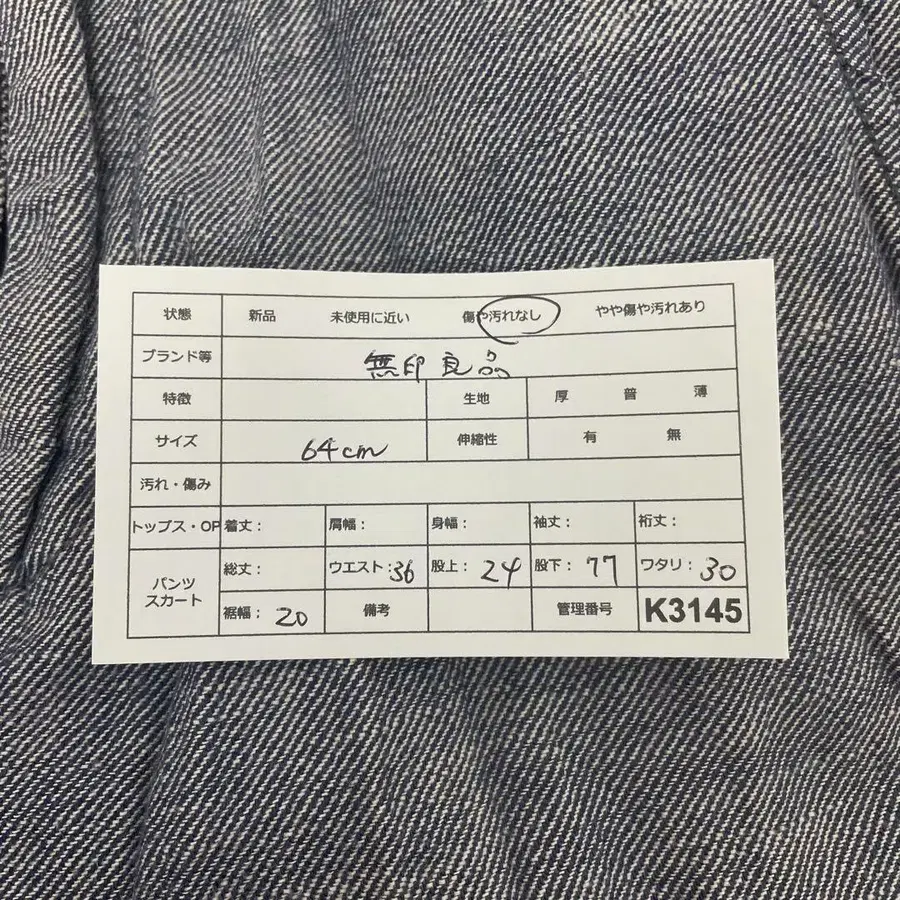 状態 新品 未使用に近い 傷や汚れなし やや傷や汚れあり
ブランド等 無印良品
特徴 生地 厚 普 薄
サイズ 64cm 伸縮性 有 無
汚れ・傷み
トップス・OP 着丈： 肩幅： 身幅： 袖丈： 裄丈：
パンツ スカート 総丈： ウエスト：36 股上：24 股下：77 ワタリ：30
裾幅：20 備考 管理番号 K3145